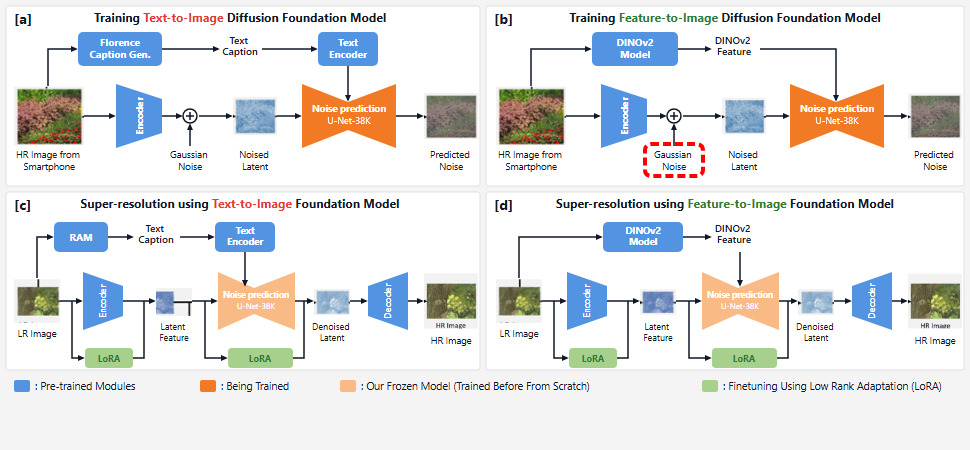 [a] Training Text-to-Image Diffusion Foundation Model
Florence
Caption Gen.
Text
Caption
Text
Encoder
Encoder
Noise prediction
U-Net-38K
HR Image from
Smartphone
Gaussian
Noise
Noised
Latent
Predicted
Noise
[b] Training Feature-to-Image Diffusion Foundation Model
DINOv2
Model
DINOv2
Feature
Encoder
Noise prediction
U-Net-38K
HR Image from
Smartphone
Gaussian
Noise
Noised
Latent
Predicted
Noise
[c] Super-resolution using Text-to-Image Foundation Model
RAM
Text
Caption
Text
Encoder
Encoder
Noise prediction
U-Net-38K
Decoder
LR Image
Latent
Feature
Denoised
Latent
HR Image
HR Image
LoRA
LoRA
[d] Super-resolution using Feature-to-Image Foundation Model
DINOv2
Model
DINOv2
Feature
Encoder
Noise prediction
U-Net-38K
Decoder
LR Image
Latent
Feature
Denoised
Latent
HR Image
HR Image
LoRA
LoRA
: Pre-trained Modules
: Being Trained
: Our Frozen Model (Trained Before From Scratch)
: Finetuning Using Low Rank Adaptation (LoRA)